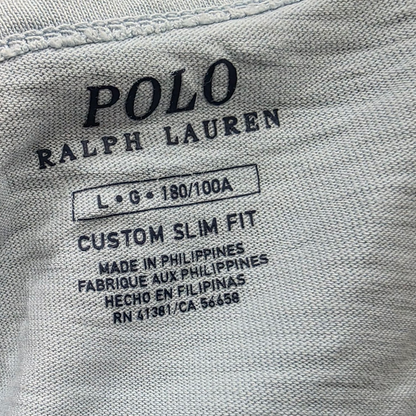 POLO
RALPH LAUREN
L • G • 180/100A
CUSTOM SLIM FIT
MADE IN PHILIPPINES
FABRIQUE AUX PHILIPPINES
HECHO EN FILIPINAS
RN 41381/CA 56658